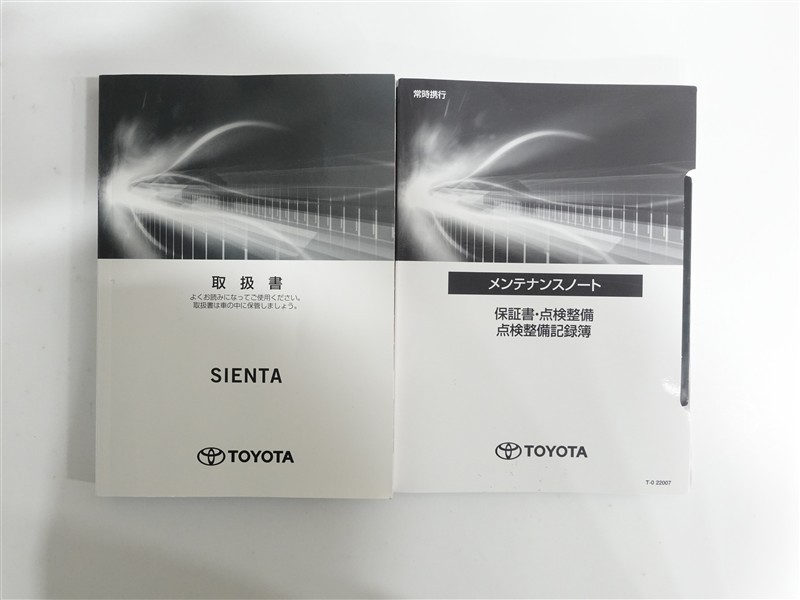 取扱書
よくお読みになってご使用ください。
取扱書は車の中に保管しましょう。
SIENTA
TOYOTA
常時携行
メンテナンスノート
保証書・点検整備
点検整備記録簿
TOYOTA
T-0 22007